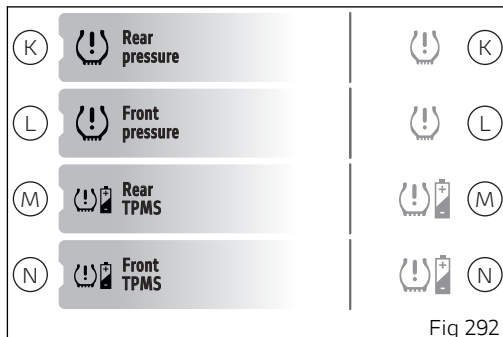 K Rear pressure K
L Front pressure L
M Rear TPMS M
N Front TPMS N
Fig 292